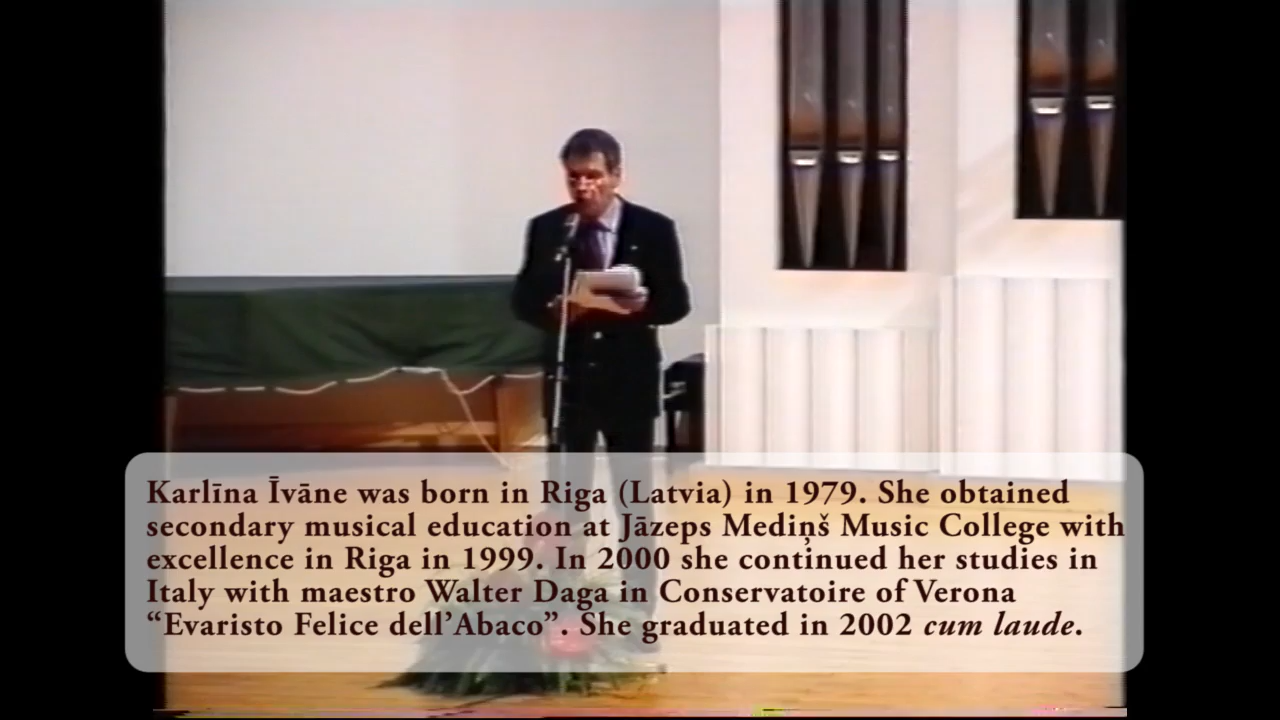 Karlīna Īvāne was born in Riga (Latvia) in 1979. She obtained
secondary musical education at Jāzeps Mediņš Music College with
excellence in Riga in 1999. In 2000 she continued her studies in
Italy with maestro Walter Daga in Conservatoire of Verona
“Evaristo Felice dell’Abaco”. She graduated in 2002 cum laude.